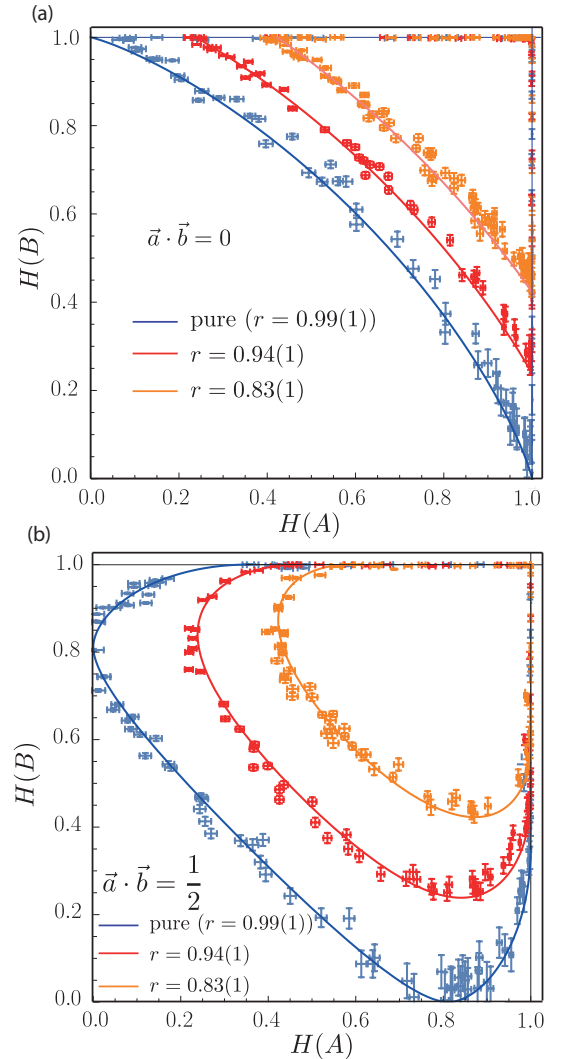 (a)
1.0
0.8
0.6
0.4
0.2
0.0
H(B)
a⃗ · b⃗ = 0
pure (r = 0.99(1))
r = 0.94(1)
r = 0.83(1)
0.0 0.2 0.4 0.6 0.8 1.0
H(A)
(b)
1.0
0.8
0.6
0.4
0.2
0.0
H(B)
a⃗ · b⃗ = 1/2
pure (r = 0.99(1))
r = 0.94(1)
r = 0.83(1)
0.0 0.2 0.4 0.6 0.8 1.0
H(A)